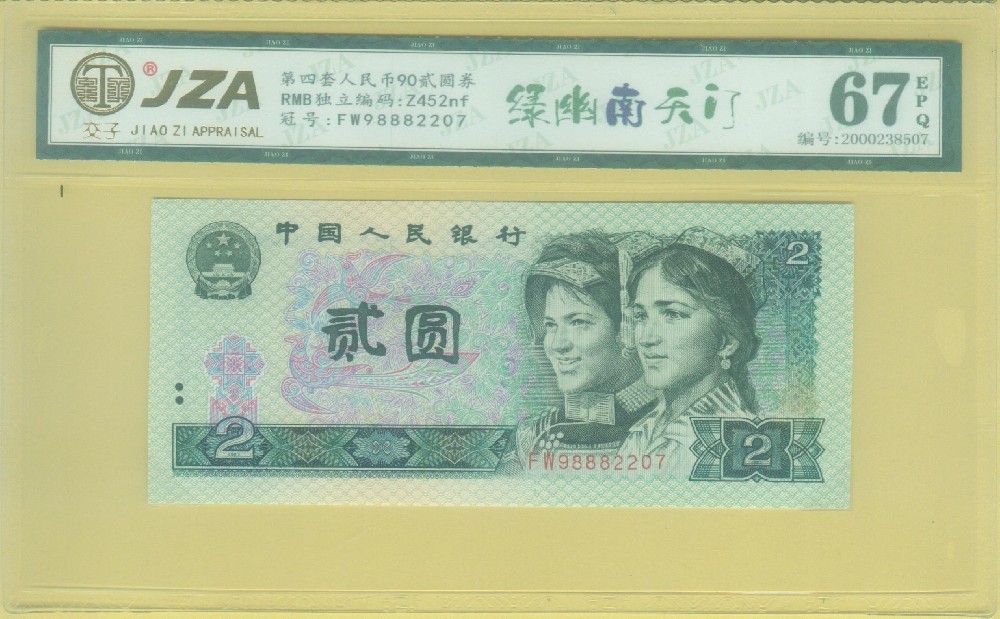 JZA
®
交子 JIAO ZI APPRAISAL
第四套人民币90贰圆券
RMB独立编码:Z452nf
冠号:FW98882207
绿幽南天门
67
EPQ
编号:2000238507
中国人民银行
贰圆
2
2
2
FW98882207